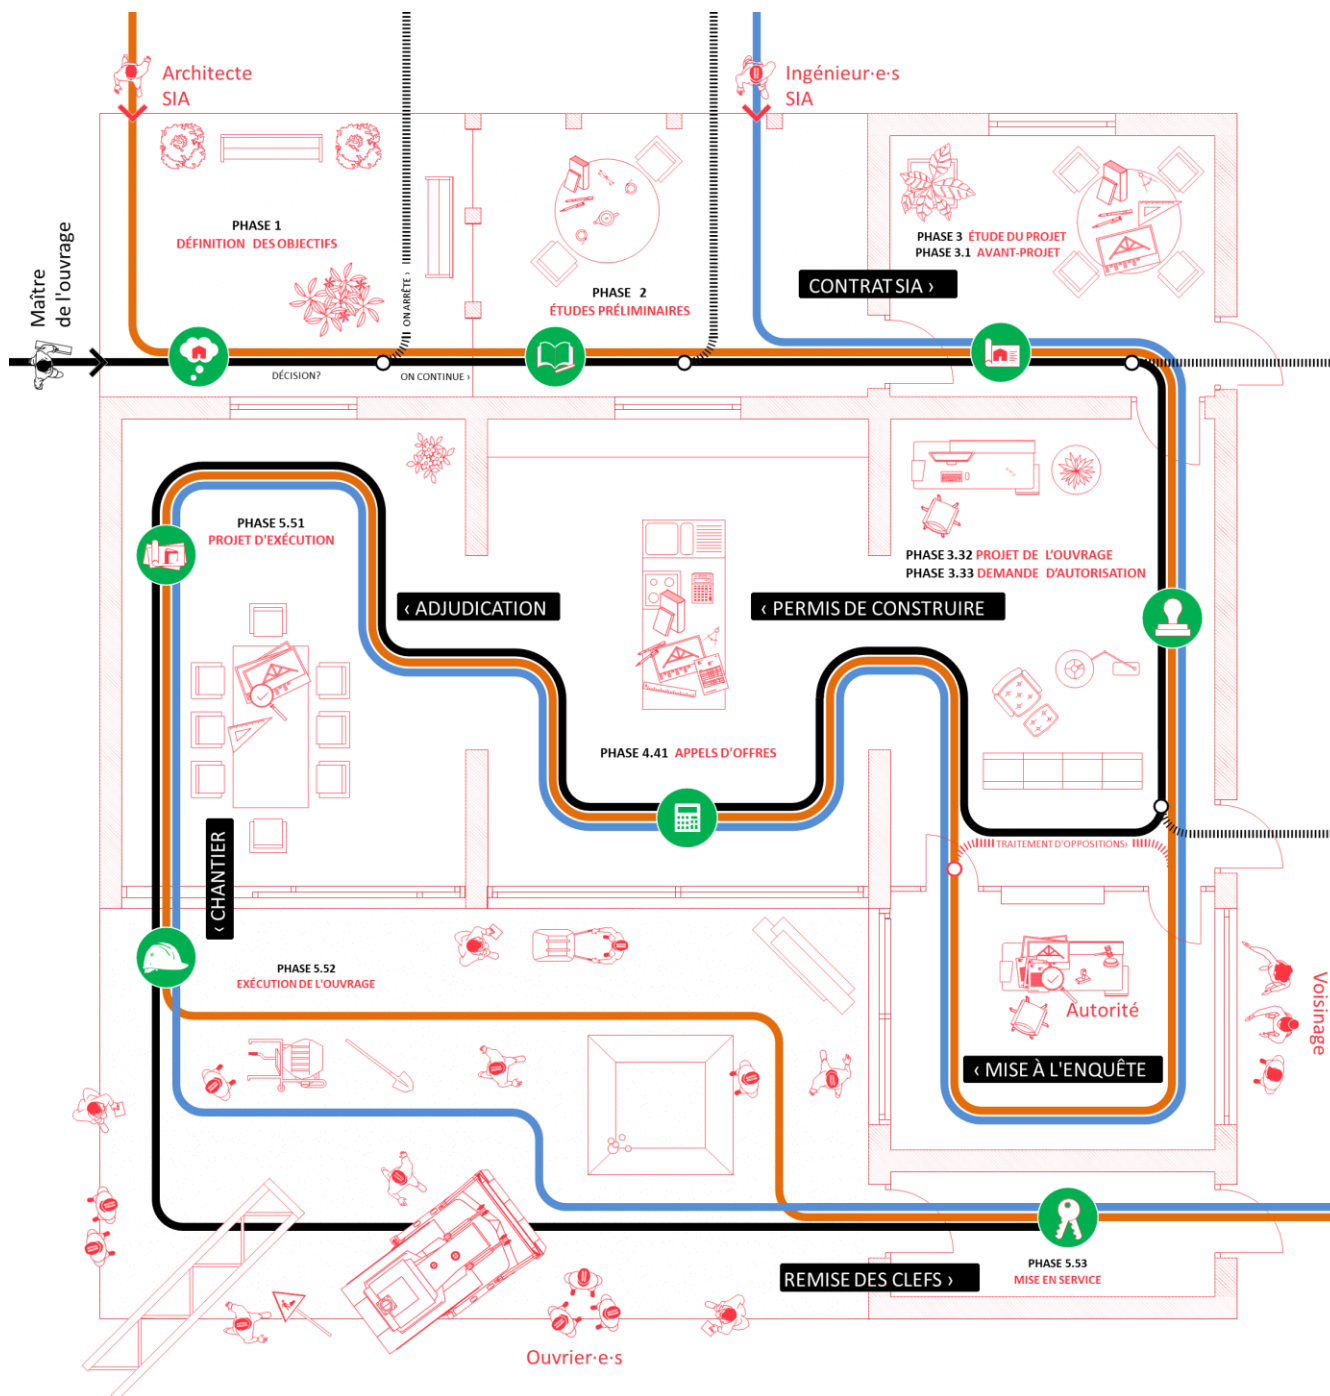 Architecte
SIA
Ingénieur·e·s
SIA
Maître
de l'ouvrage
PHASE 1
DÉFINITION DES OBJECTIFS
ON ARRÊTE ›
PHASE 2
ÉTUDES PRÉLIMINAIRES
PHASE 3 ÉTUDE DU PROJET
PHASE 3.1 AVANT-PROJET
CONTRAT SIA ›
DÉCISION?
ON CONTINUE ›
PHASE 5.51
PROJET D'EXÉCUTION
PHASE 3.32 PROJET DE L'OUVRAGE
PHASE 3.33 DEMANDE D'AUTORISATION
‹ ADJUDICATION
‹ PERMIS DE CONSTRUIRE
PHASE 4.41 APPELS D'OFFRES
‹ CHANTIER
TRAITEMENT D'OPPOSITIONS›
PHASE 5.52
EXÉCUTION DE L'OUVRAGE
Autorité
Voisinage
‹ MISE À L'ENQUÊTE
PHASE 5.53
MISE EN SERVICE
REMISE DES CLEFS ›
Ouvrier·e·s